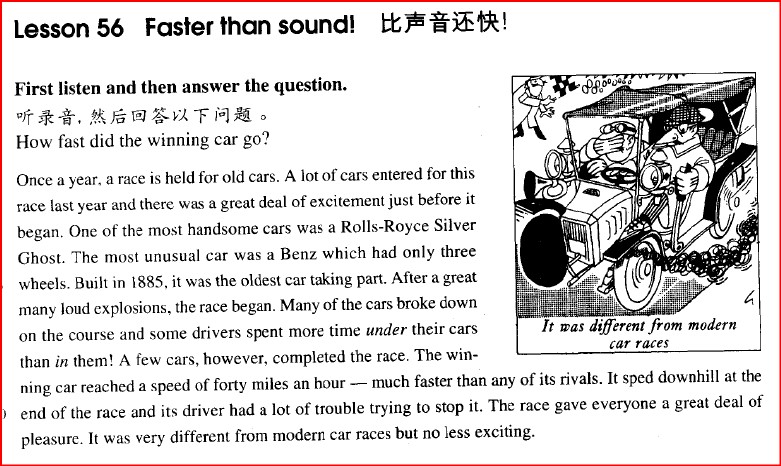 Lesson 56 Faster than sound! 比声音还快!
First listen and then answer the question.
听录音,然后回答以下问题。
How fast did the winning car go?
Once a year, a race is held for old cars. A lot of cars entered for this
race last year and there was a great deal of excitement just before it
began. One of the most handsome cars was a Rolls-Royce Silver
Ghost. The most unusual car was a Benz which had only three
wheels. Built in 1885, it was the oldest car taking part. After a great
many loud explosions, the race began. Many of the cars broke down
on the course and some drivers spent more time under their cars
than in them! A few cars, however, completed the race. The win-
ning car reached a speed of forty miles an hour — much faster than any of its rivals. It sped downhill at the
end of the race and its driver had a lot of trouble trying to stop it. The race gave everyone a great deal of
pleasure. It was very different from modern car races but no less exciting.
It was different from modern
car races